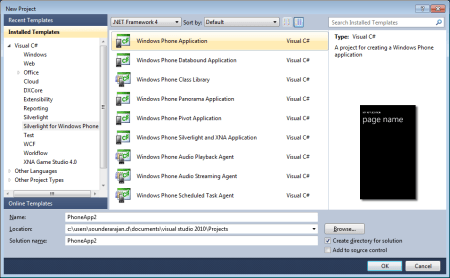 New Project
Recent Templates
.NET Framework 4
Sort by: Default
Search Installed Templates
Installed Templates
Visual C#
Windows
Web
Office
Cloud
DXCore
Extensibility
Reporting
Silverlight
Silverlight for Windows Phone
Test
WCF
Workflow
XNA Game Studio 4.0
Other Languages
Other Project Types
Online Templates
Windows Phone Application Visual C#
Windows Phone Databound Application Visual C#
Windows Phone Class Library Visual C#
Windows Phone Panorama Application Visual C#
Windows Phone Pivot Application Visual C#
Windows Phone Silverlight and XNA Application Visual C#
Windows Phone Audio Playback Agent Visual C#
Windows Phone Audio Streaming Agent Visual C#
Windows Phone Scheduled Task Agent Visual C#
Type: Visual C#
A project for creating a Windows Phone
application
page name
Name: PhoneApp2
Location: c:\users\sounderarajan.d\documents\visual studio 2010\Projects
Browse...
Solution name: PhoneApp2
Create directory for solution
Add to source control
OK
Cancel